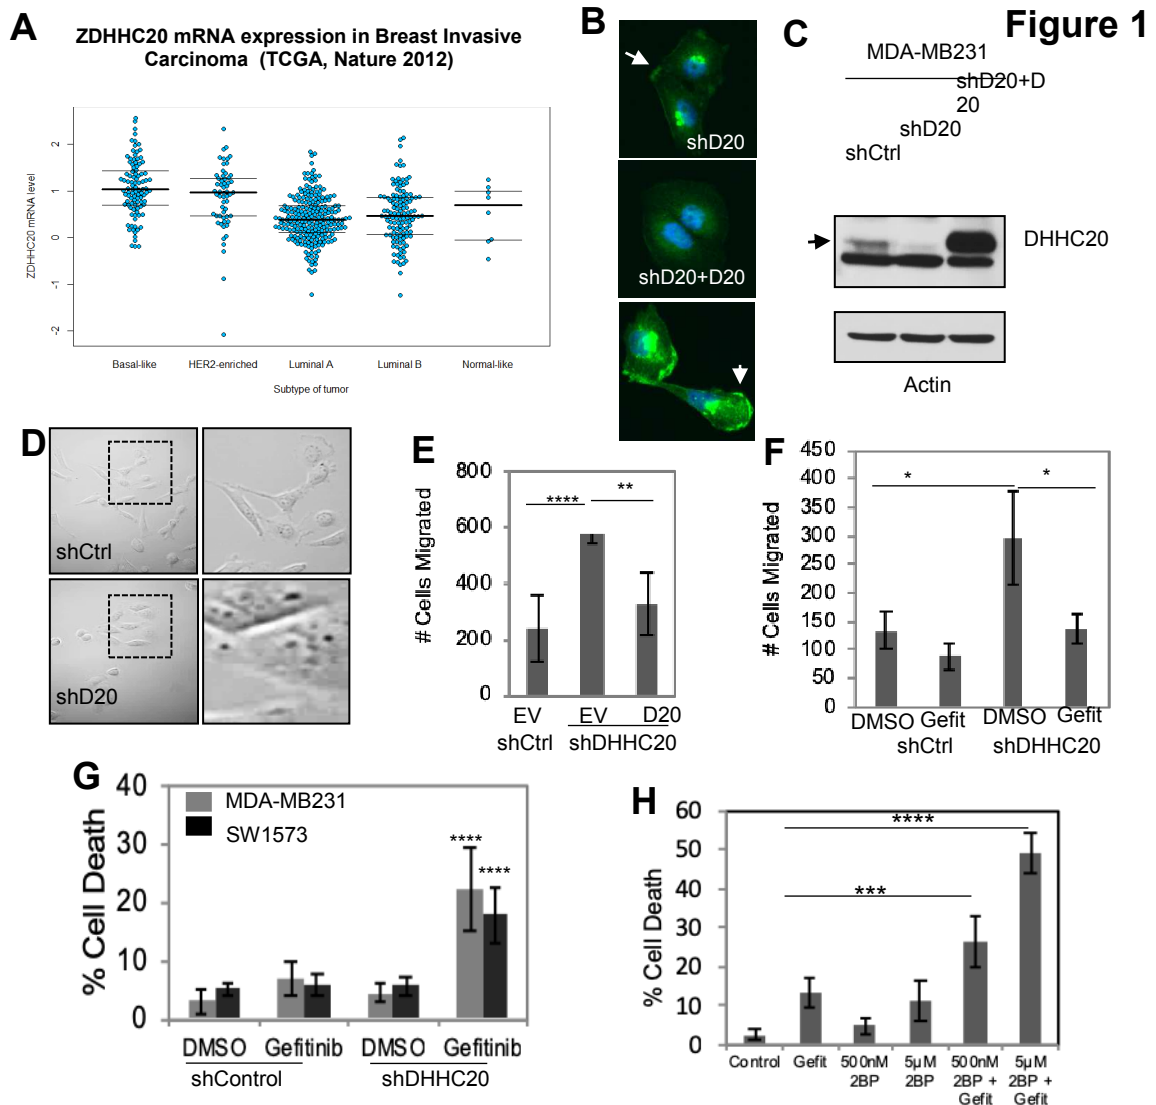 Figure 1
A
ZDHHC20 mRNA expression in Breast Invasive
Carcinoma (TCGA, Nature 2012)
ZDHHC20 mRNA level
2
1
0
−1
−2
Basal-like HER2-enriched Luminal A Luminal B Normal-like
Subtype of tumor
B
shD20
shD20+D20
C
MDA-MB231
shD20+D
20
shD20
shCtrl
DHHC20
Actin
D
shCtrl
shD20
E
# Cells Migrated
800
600
400
200
0
**** **
EV EV D20
shCtrl shDHHC20
F
# Cells Migrated
450
400
350
300
250
200
150
100
50
0
* *
DMSO Gefit DMSO Gefit
shCtrl shDHHC20
G
% Cell Death
40
30
20
10
0
MDA-MB231
SW1573
****
****
DMSO Gefitinib DMSO Gefitinib
shControl shDHHC20
H
% Cell Death
60
50
40
30
20
10
0
****
***
Control Gefit 500nM 5µM 500nM 5µM
2BP 2BP 2BP + 2BP +
Gefit Gefit